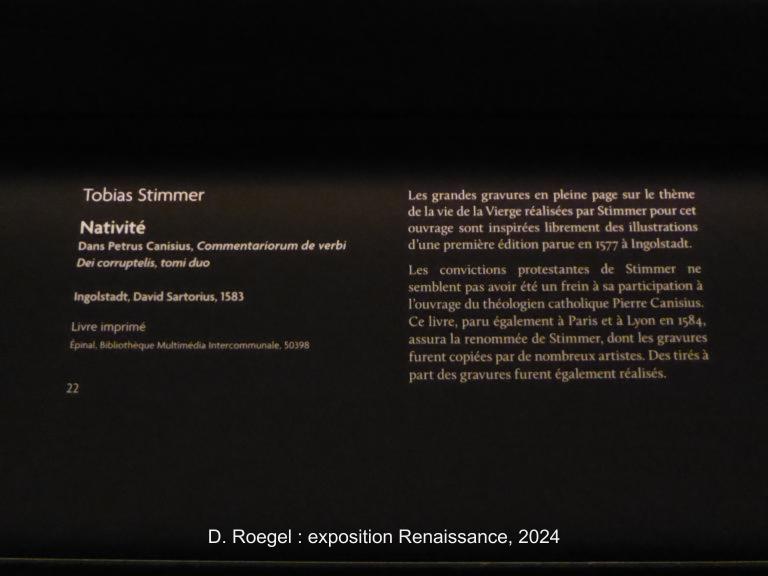 Tobias Stimmer
Nativité
Dans Petrus Canisius, Commentariorum de verbi
Dei corruptelis, tomi duo
Ingolstadt, David Sartorius, 1583
Livre imprimé
Épinal, Bibliothèque Multimédia Intercommunale, 50398
22
Les grandes gravures en pleine page sur le thème
de la vie de la Vierge réalisées par Stimmer pour cet
ouvrage sont inspirées librement des illustrations
d'une première édition parue en 1577 à Ingolstadt.
Les convictions protestantes de Stimmer ne
semblent pas avoir été un frein à sa participation à
l'ouvrage du théologien catholique Pierre Canisius.
Ce livre, paru également à Paris et à Lyon en 1584,
assura la renommée de Stimmer, dont les gravures
furent copiées par de nombreux artistes. Des tirés à
part des gravures furent également réalisés.
D. Roegel : exposition Renaissance, 2024